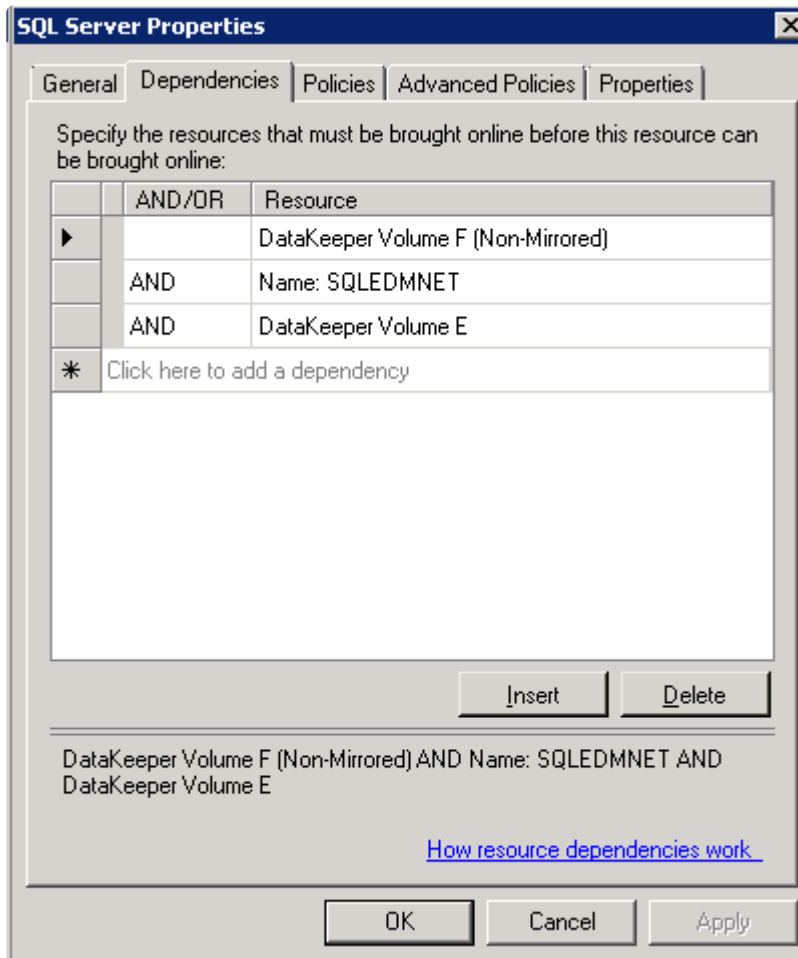 SQL Server Properties
General Dependencies Policies Advanced Policies Properties
Specify the resources that must be brought online before this resource can
be brought online:
AND/OR Resource
DataKeeper Volume F (Non-Mirrored)
AND Name: SQLEDMNET
AND DataKeeper Volume E
Click here to add a dependency
Insert Delete
DataKeeper Volume F (Non-Mirrored) AND Name: SQLEDMNET AND
DataKeeper Volume E
How resource dependencies work
OK Cancel Apply